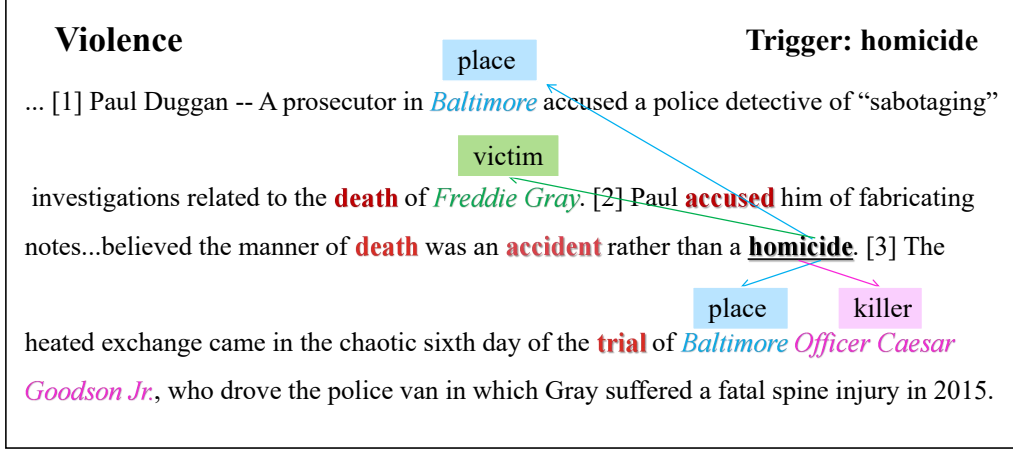 Violence
Trigger: homicide
place
... [1] Paul Duggan -- A prosecutor in Baltimore accused a police detective of “sabotaging”
victim
investigations related to the death of Freddie Gray. [2] Paul accused him of fabricating
notes...believed the manner of death was an accident rather than a homicide. [3] The
place
killer
heated exchange came in the chaotic sixth day of the trial of Baltimore Officer Caesar
Goodson Jr., who drove the police van in which Gray suffered a fatal spine injury in 2015.